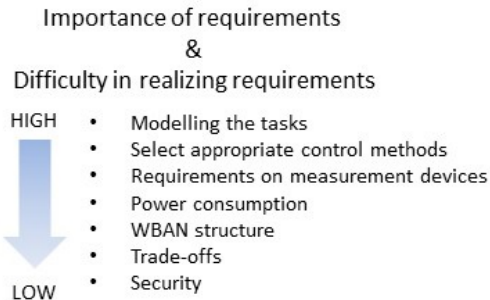 Importance of requirements
&
Difficulty in realizing requirements
HIGH
• Modelling the tasks
• Select appropriate control methods
• Requirements on measurement devices
• Power consumption
• WBAN structure
• Trade-offs
• Security
LOW